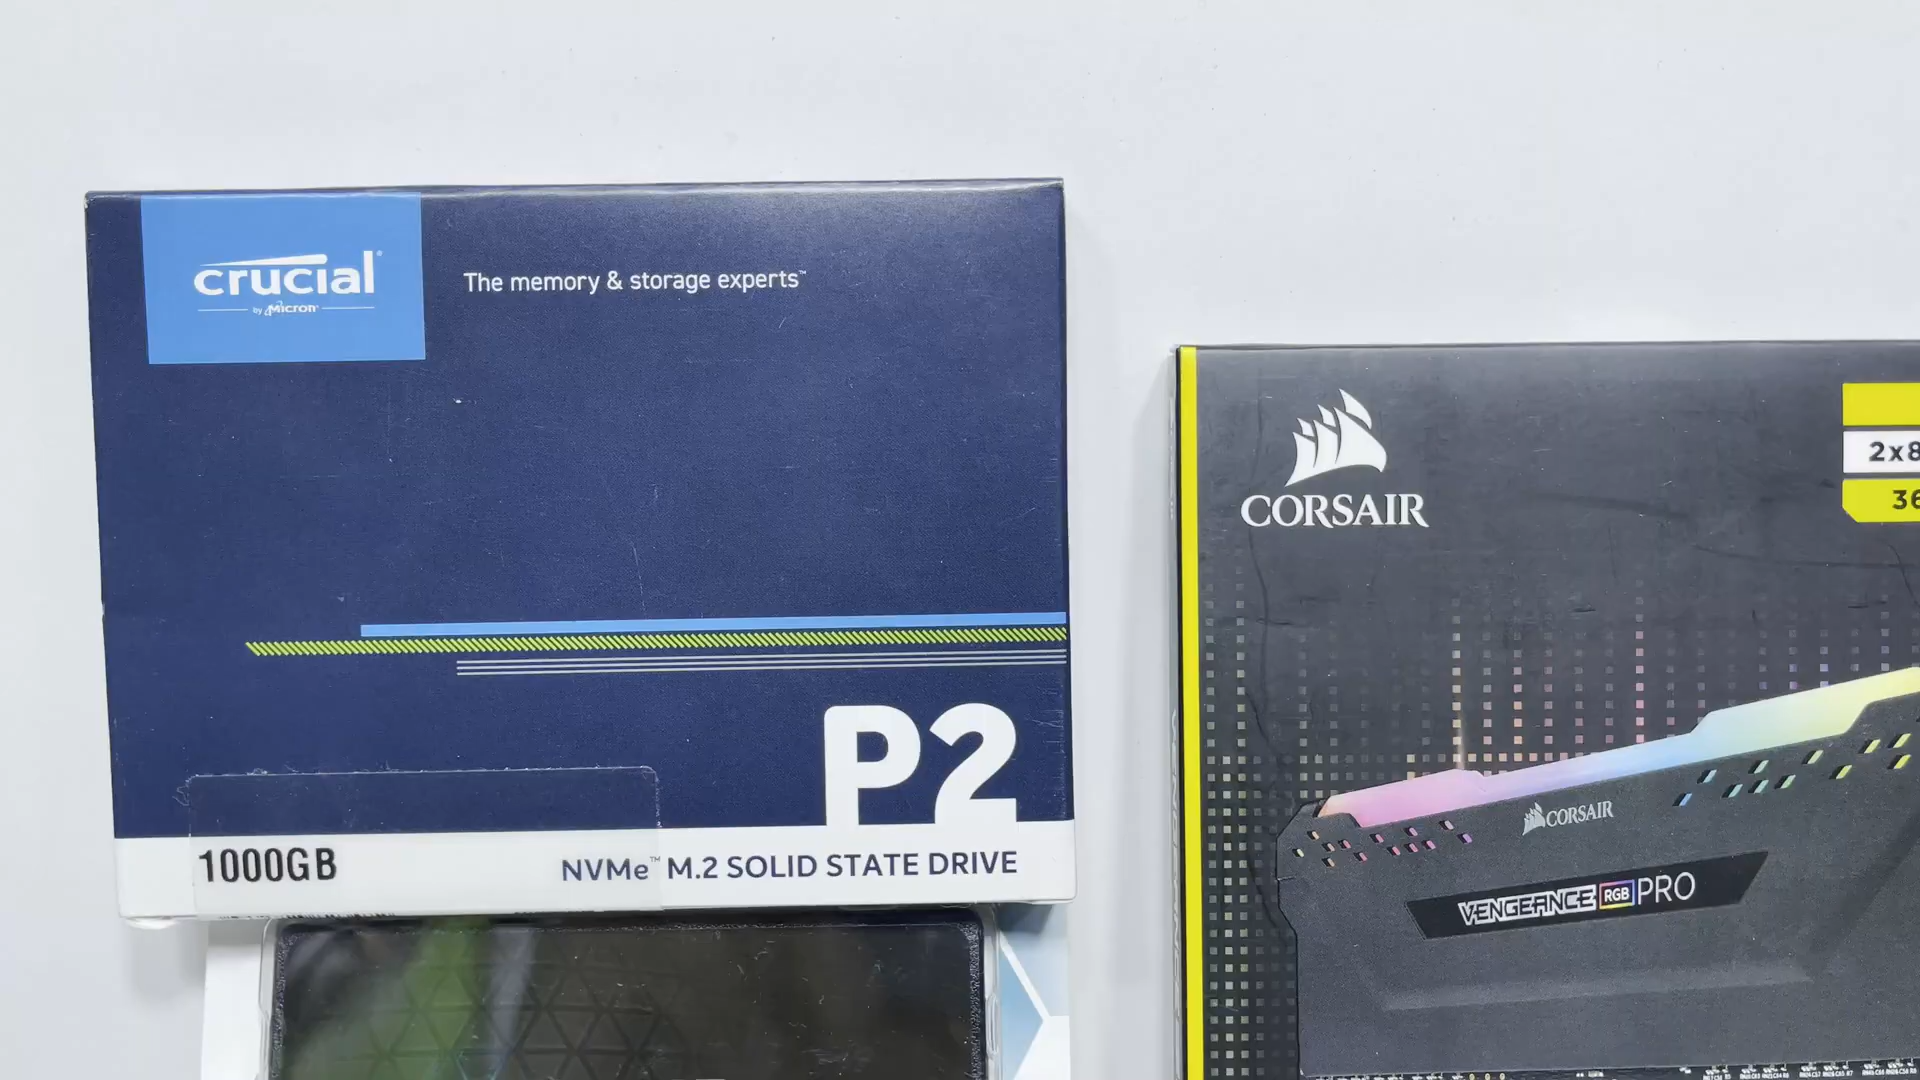 crucial®
by Micron®
The memory & storage experts™
P2
1000GB
NVMe™ M.2 SOLID STATE DRIVE
CORSAIR
2x8
36
CORSAIR
VENGEANCE RGB PRO